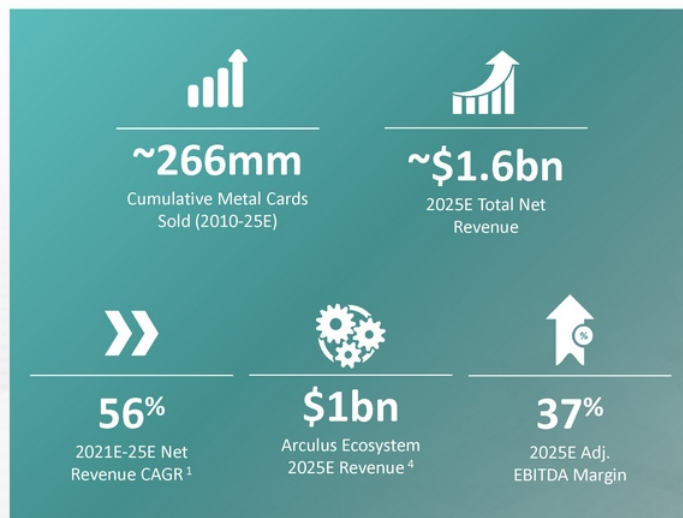 ~266mm
Cumulative Metal Cards
Sold (2010-25E)
~$1.6bn
2025E Total Net
Revenue
56%
2021E-25E Net
Revenue CAGR 1
$1bn
Arculus Ecosystem
2025E Revenue 4
37%
%
2025E Adj.
EBITDA Margin